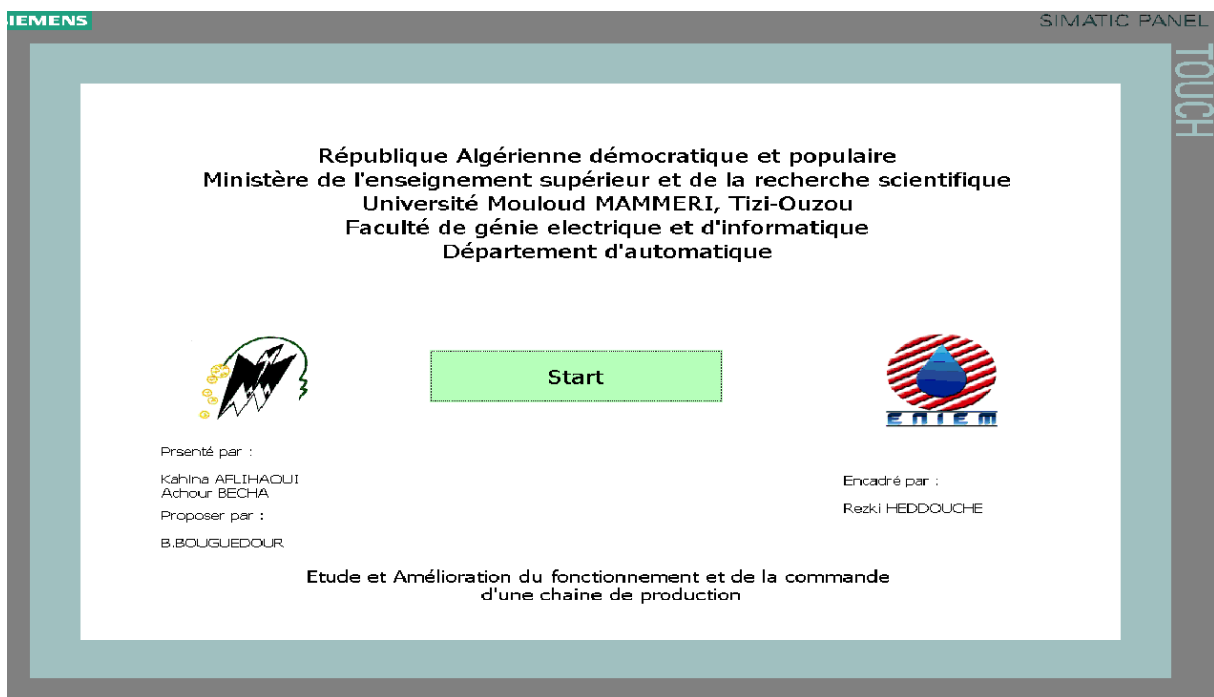 SIEMENS
SIMATIC PANEL
TOUCH
République Algérienne démocratique et populaire
Ministère de l'enseignement supérieur et de la recherche scientifique
Université Mouloud MAMMERI, Tizi-Ouzou
Faculté de génie electrique et d'informatique
Département d'automatique
Start
ENIEM
Prsenté par :
Kahina AFLIHAOUI
Achour BECHA
Proposer par :
B.BOUGUEDOUR
Encadré par :
Rezki HEDDOUCHE
Etude et Amélioration du fonctionnement et de la commande
d'une chaine de production